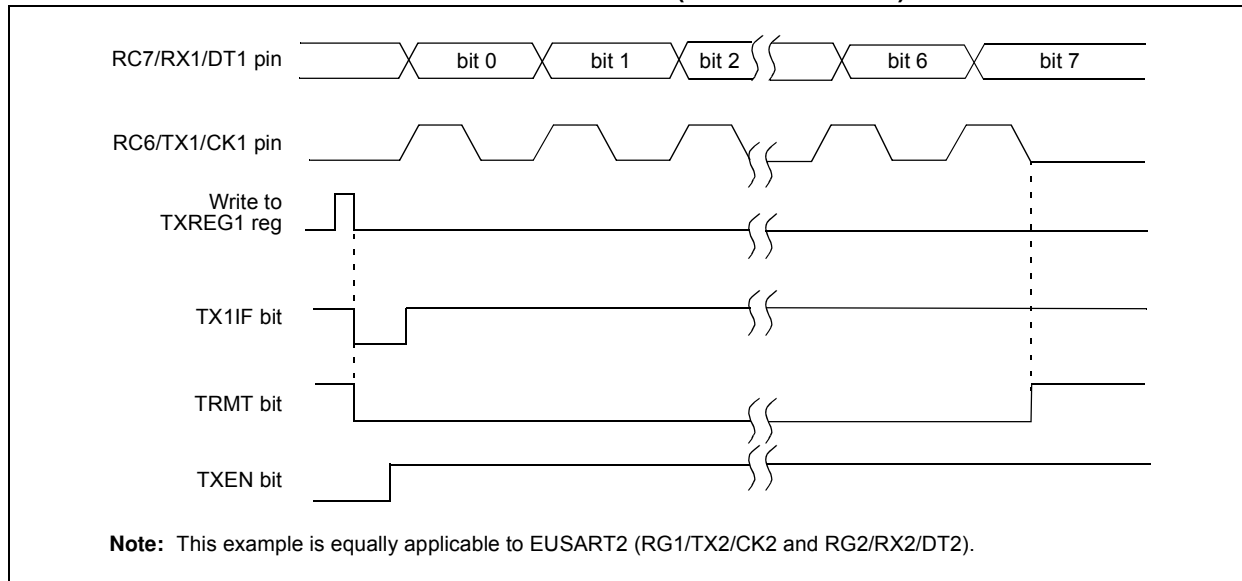 RC7/RX1/DT1 pin
bit 0
bit 1
bit 2
bit 6
bit 7
RC6/TX1/CK1 pin
Write to
TXREG1 reg
TX1IF bit
TRMT bit
TXEN bit
Note: This example is equally applicable to EUSART2 (RG1/TX2/CK2 and RG2/RX2/DT2).